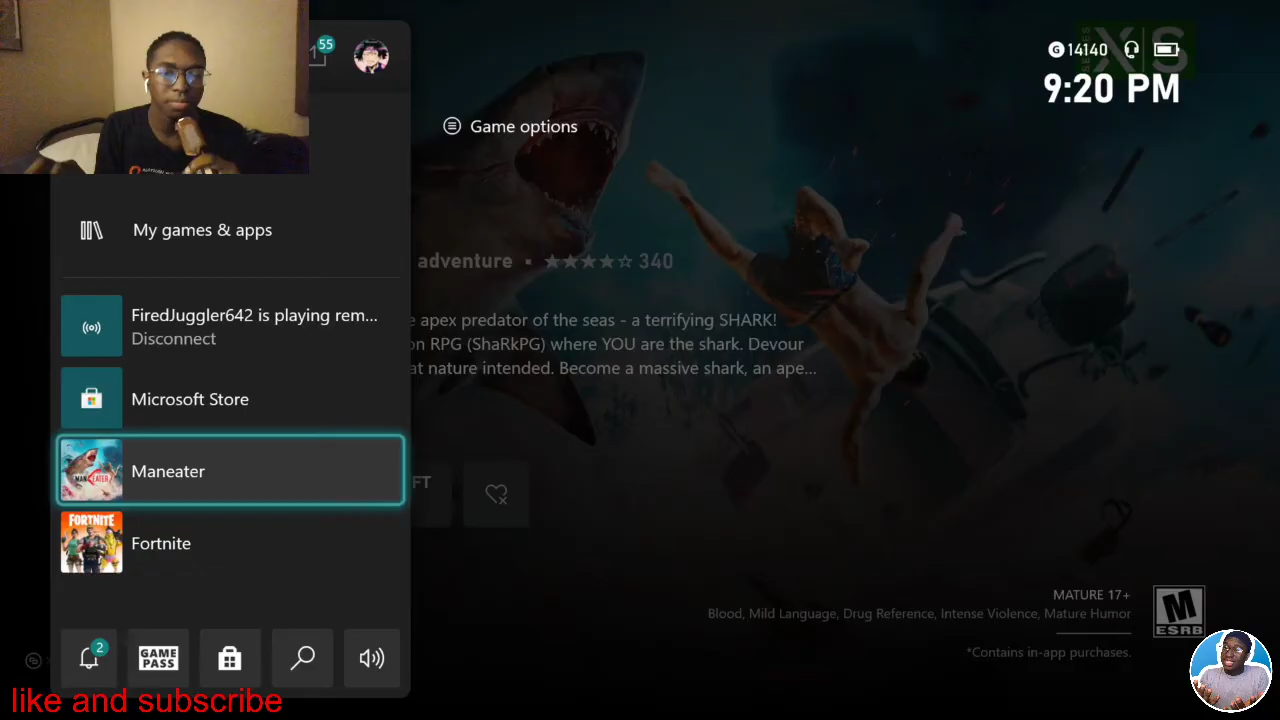 55
G 14140
XS
9:20 PM
Game options
My games & apps
adventure ▪ ★★★★☆ 340
FiredJuggler642 is playing rem...
Disconnect
e apex predator of the seas - a terrifying SHARK!
on RPG (ShaRkPG) where YOU are the shark. Devour
at nature intended. Become a massive shark, an ape...
Microsoft Store
MANEATER
Maneater
FT
FORTNITE
Fortnite
MATURE 17+
Blood, Mild Language, Drug Reference, Intense Violence, Mature Humor
M
ESRB
*Contains in-app purchases.
2
GAME
PASS
like and subscribe